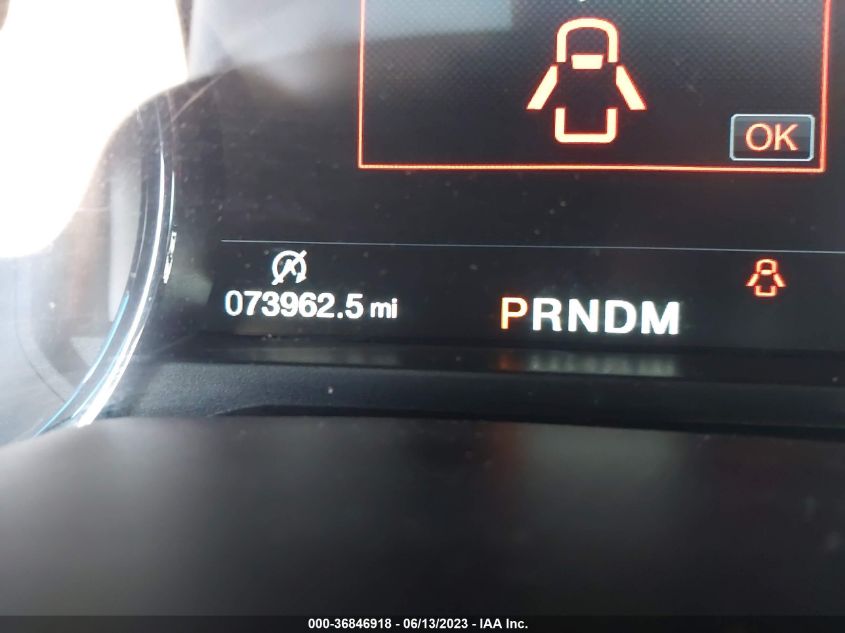 OK
073962.5 mi
PRNDM
000-36846918 - 06/13/2023 - IAA Inc.